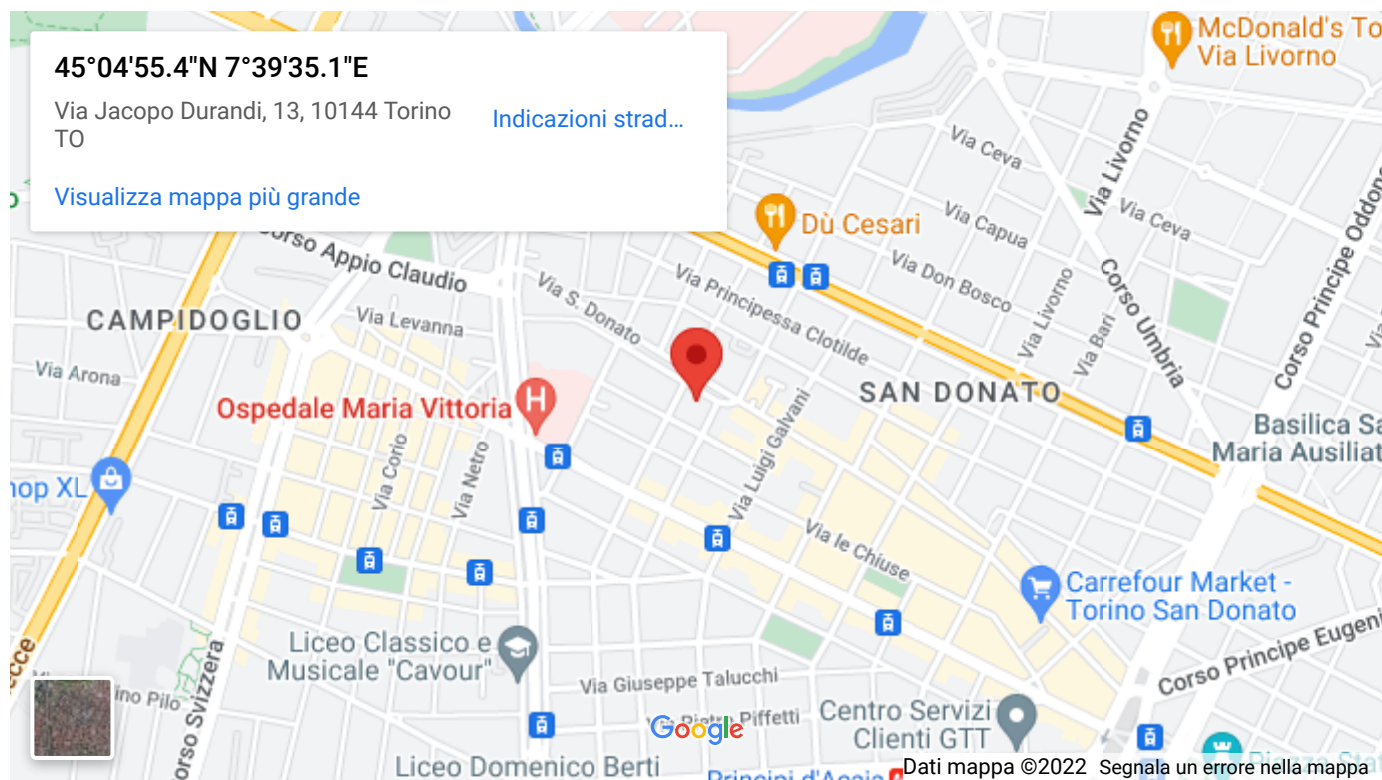 45°04'55.4"N 7°39'35.1"E
Via Jacopo Durandi, 13, 10144 Torino
TO
Indicazioni strad...
Visualizza mappa più grande
McDonald's To
Via Livorno
Via Ceva
Via Livorno
Via Ceva
Via Capua
Corso Principe Oddone
Dù Cesari
Corso Appio Claudio
Via Don Bosco
Via S. Donato
Via Principessa Clotilde
Corso Umbria
Via Livorno
Via Bari
CAMPIDOGLIO
Via Levanna
Via Arona
SAN DONATO
Ospedale Maria Vittoria
H
Via Luigi Galvani
Basilica Sa
Maria Ausiliat
Via Corio
Via Netro
hop XL
Via le Chiuse
Carrefour Market -
Torino San Donato
Liceo Classico e
Musicale "Cavour"
Corso Principe Eugeni
Corso Svizzera
ecce
ino Pilo
Via Giuseppe Talucchi
Piffetti
Google
Centro Servizi
Clienti GTT
Liceo Domenico Berti
Principi d'Acaja
Piazza Stat
Dati mappa ©2022
Segnala un errore nella mappa